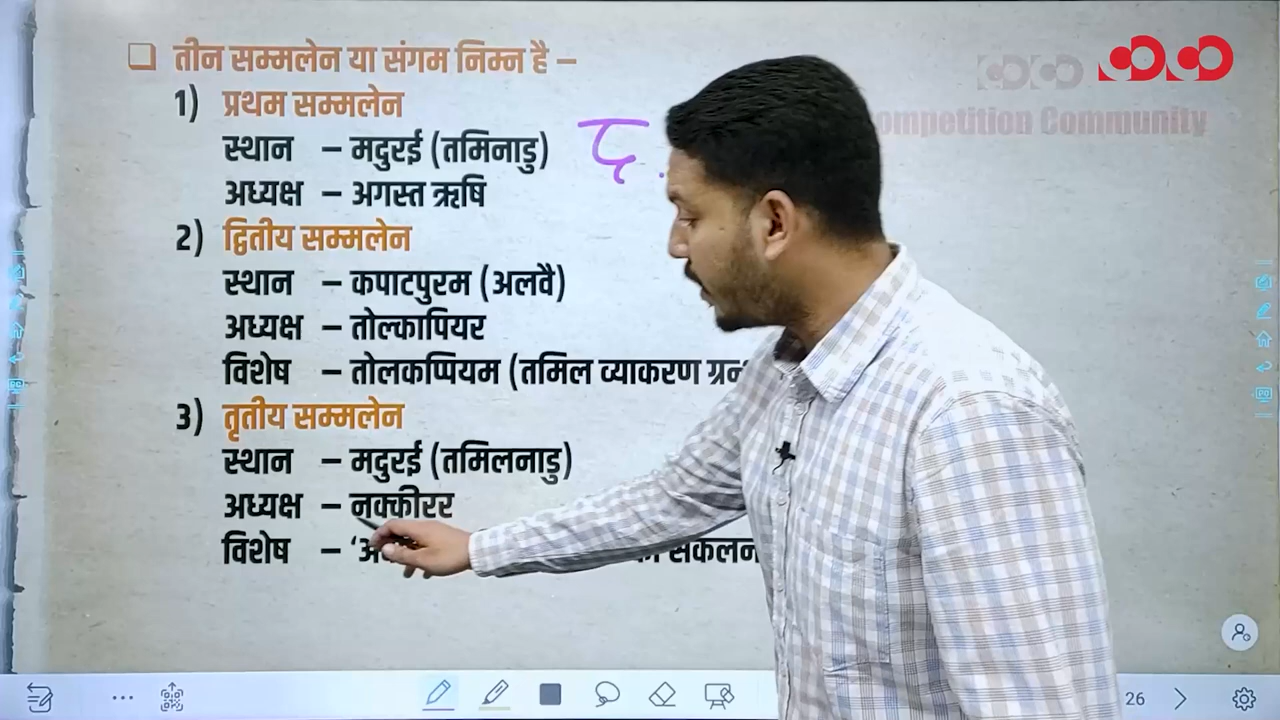 तीन सम्मलेन या संगम निम्न है –
1) प्रथम सम्मलेन
स्थान – मदुरई (तमिनाडु)
द
अध्यक्ष – अगस्त ऋषि
2) द्वितीय सम्मलेन
स्थान – कपाटपुरम (अलवै)
अध्यक्ष – तोल्कापियर
विशेष – तोलकप्पियम (तमिल व्याकरण
3) तृतीय सम्मलेन
स्थान – मदुरई (तमिलनाडु)
अध्यक्ष – नक्कीरर
विशेष – संकलन
Community
26